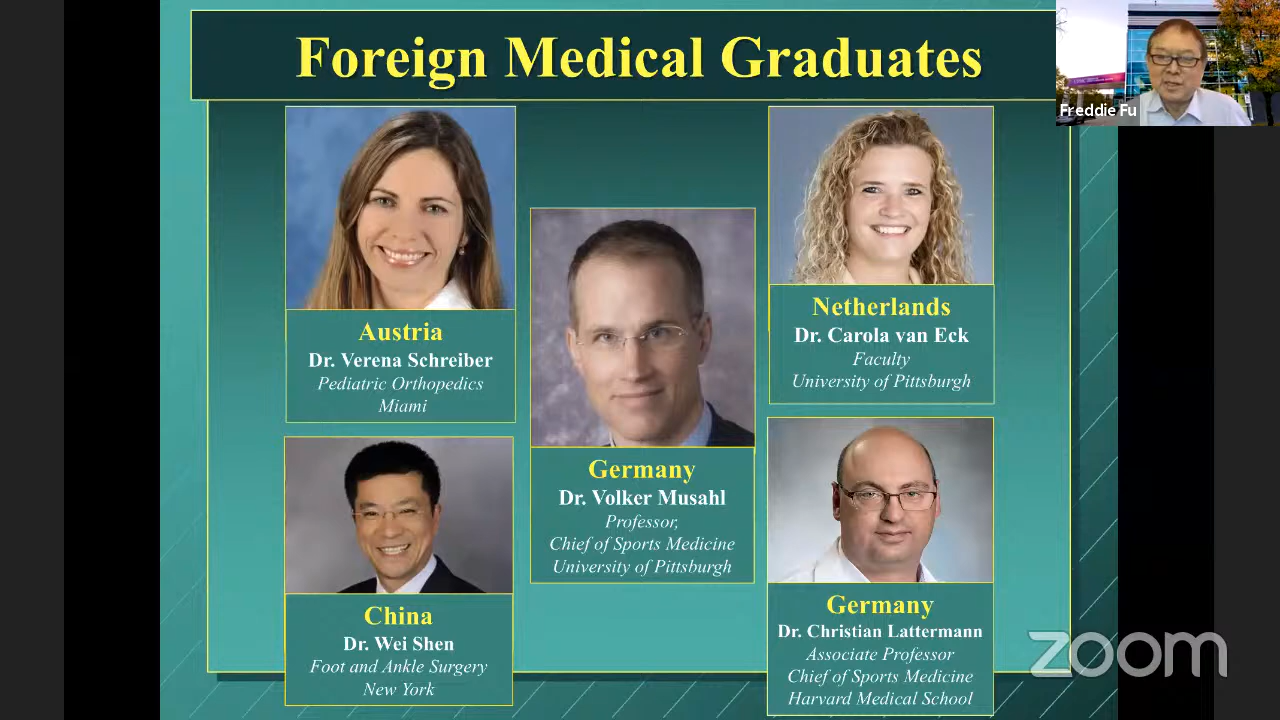 Foreign Medical Graduates
Freddie Fu
Austria
Dr. Verena Schreiber
Pediatric Orthopedics
Miami
Netherlands
Dr. Carola van Eck
Faculty
University of Pittsburgh
Germany
Dr. Volker Musahl
Professor,
Chief of Sports Medicine
University of Pittsburgh
China
Dr. Wei Shen
Foot and Ankle Surgery
New York
Germany
Dr. Christian Lattermann
Associate Professor
Chief of Sports Medicine
Harvard Medical School
zoom